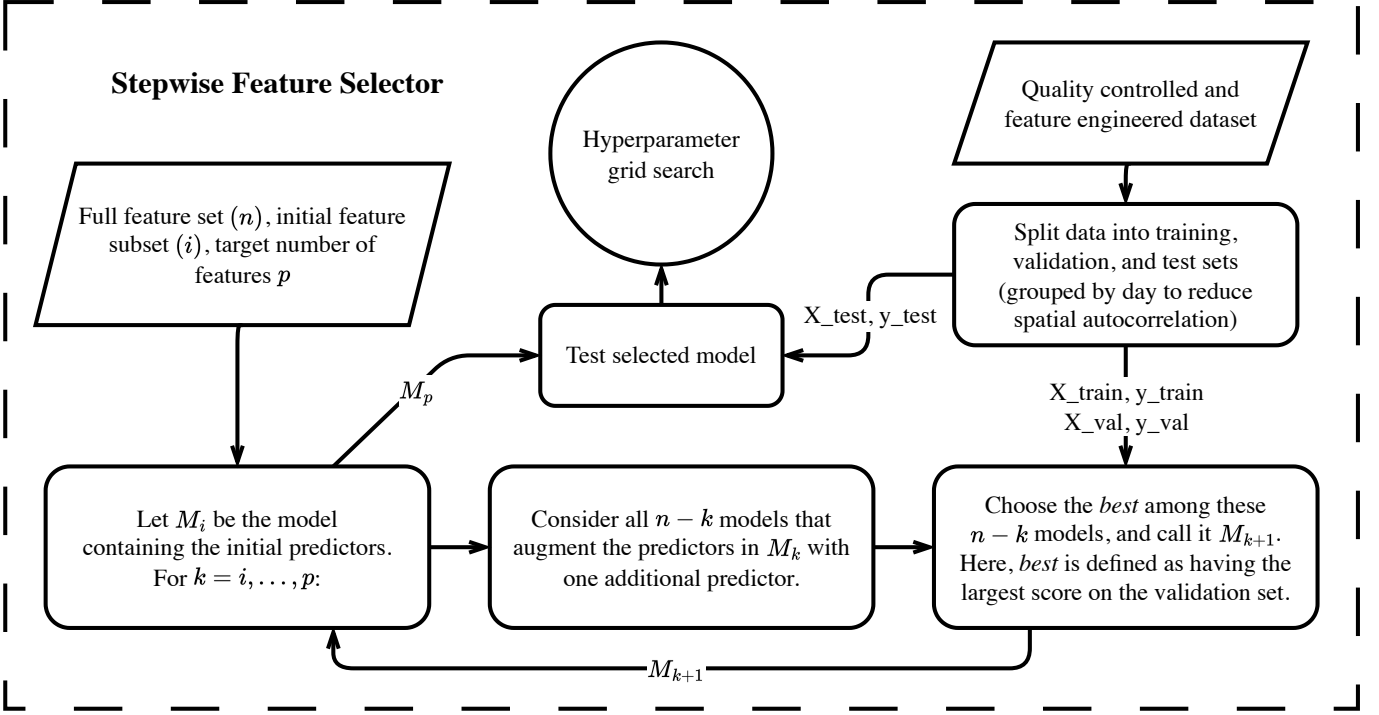 Stepwise Feature Selector
Full feature set (n), initial feature
subset (i), target number of
features p
Hyperparameter
grid search
Quality controlled and
feature engineered dataset
Split data into training,
validation, and test sets
(grouped by day to reduce
spatial autocorrelation)
X_test, y_test
Test selected model
M_p
X_train, y_train
X_val, y_val
Let M_i be the model
containing the initial predictors.
For k = i, . . . , p:
Consider all n − k models that
augment the predictors in M_k with
one additional predictor.
Choose the best among these
n − k models, and call it M_{k+1}.
Here, best is defined as having the
largest score on the validation set.
M_{k+1}